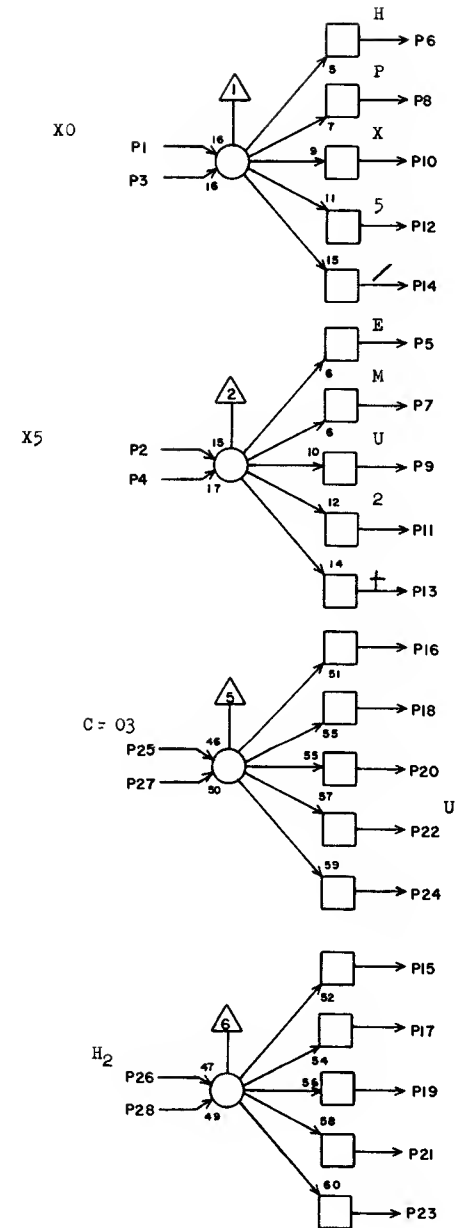 H
P6
5
1
P
P8
7
X0
P1
16
9
X
P10
P3
16
11
5
P12
15
/
P14
E
P5
6
2
M
P7
6
X5
P2
15
10
U
P9
P4
17
12
2
P11
14
+
P13
P16
51
5
P18
55
C = 03
P25
46
55
P20
P27
50
57
P22
U
59
P24
P15
52
6
P17
54
H2
P26
47
56
P19
P28
49
58
P21
60
P23